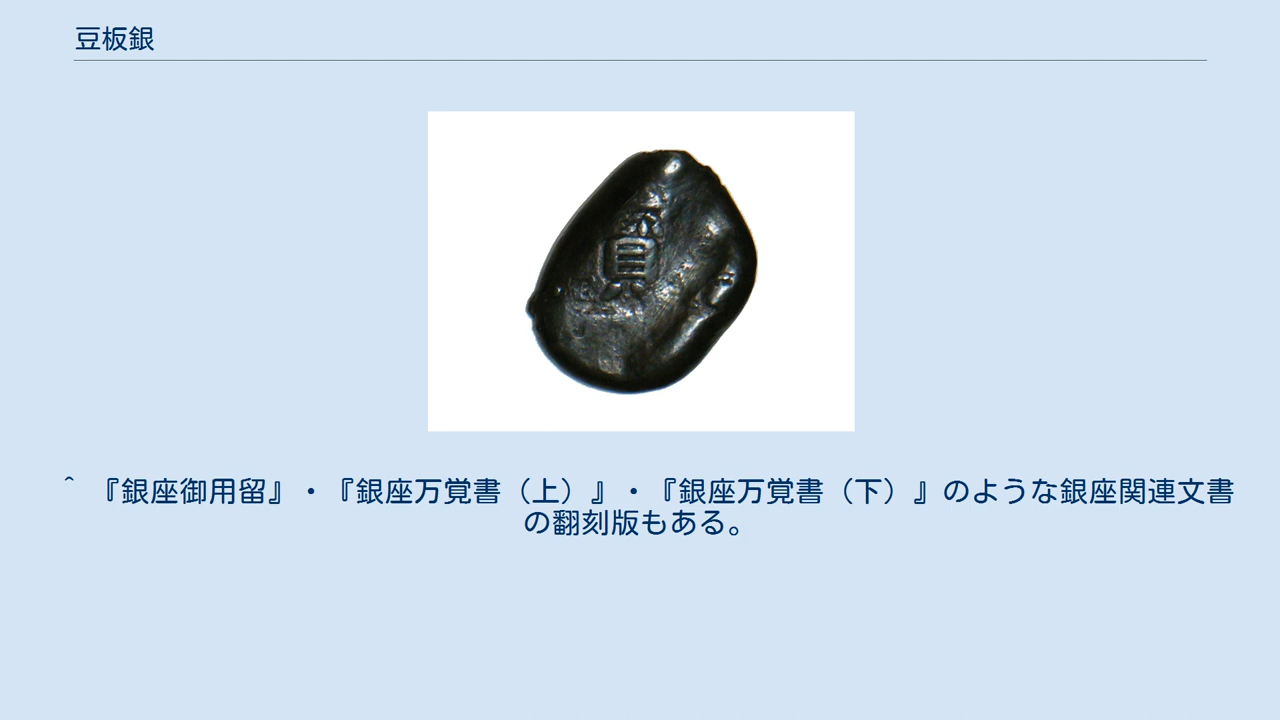 豆板銀
^ 『銀座御用留』・『銀座万覚書（上）』・『銀座万覚書（下）』のような銀座関連文書
の翻刻版もある。